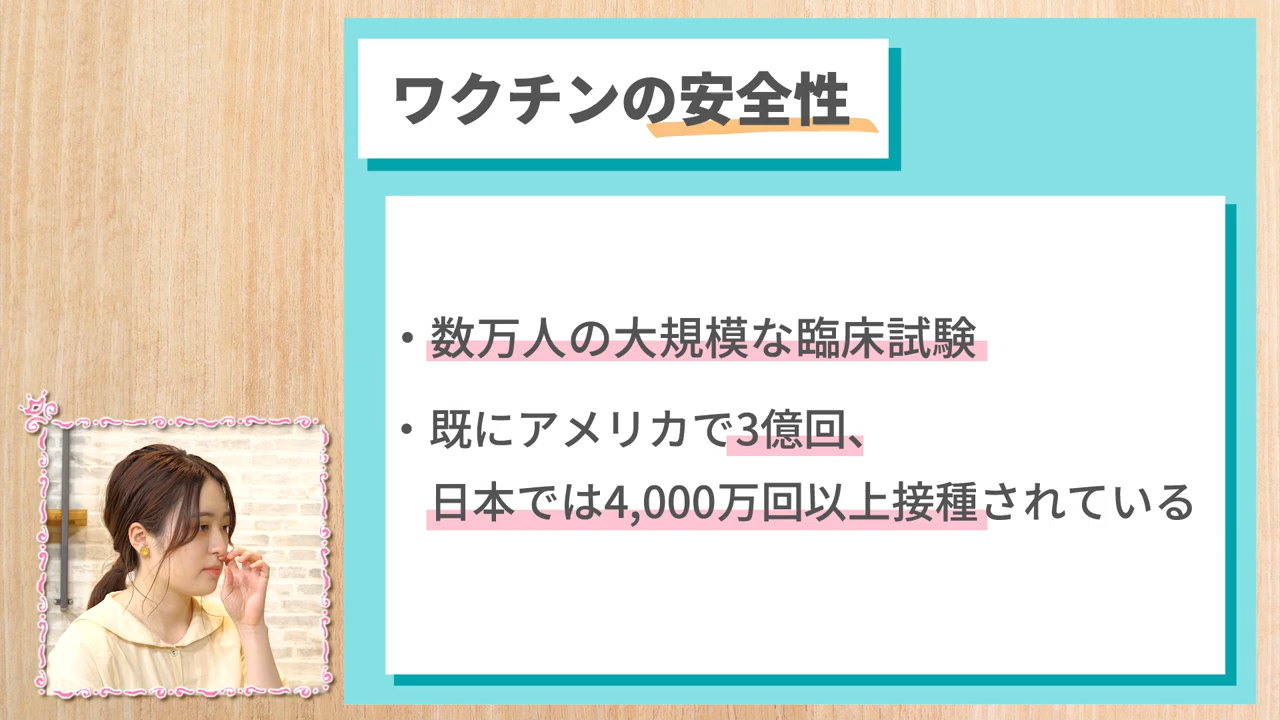 ワクチンの安全性
・数万人の大規模な臨床試験
・既にアメリカで3億回、
日本では4,000万回以上接種されている